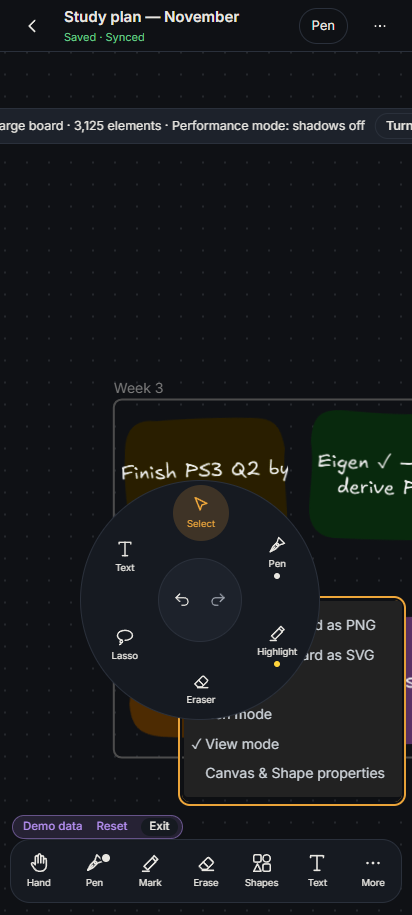 Study plan — November
Saved · Synced
Pen
arge board · 3,125 elements · Performance mode: shadows off
Turn
Week 3
Finish PS3 Q2 by
Eigen ✓ —
derive P
Select
Text
Pen
Lasso
Highlight
Eraser
d as PNG
ard as SVG
mode
✓ View mode
Canvas & Shape properties
Demo data
Reset
Exit
Hand
Pen
Mark
Erase
Shapes
Text
More